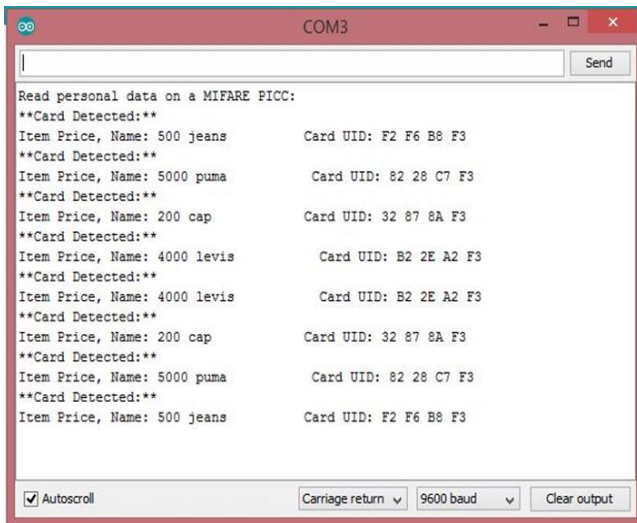 COM3
Send
Read personal data on a MIFARE PICC:
**Card Detected:**
Item Price, Name: 500 jeans Card UID: F2 F6 B8 F3
**Card Detected:**
Item Price, Name: 5000 puma Card UID: 82 28 C7 F3
**Card Detected:**
Item Price, Name: 200 cap Card UID: 32 87 8A F3
**Card Detected:**
Item Price, Name: 4000 levis Card UID: B2 2E A2 F3
**Card Detected:**
Item Price, Name: 4000 levis Card UID: B2 2E A2 F3
**Card Detected:**
Item Price, Name: 200 cap Card UID: 32 87 8A F3
**Card Detected:**
Item Price, Name: 5000 puma Card UID: 82 28 C7 F3
**Card Detected:**
Item Price, Name: 500 jeans Card UID: F2 F6 B8 F3
Autoscroll Carriage return 9600 baud Clear output